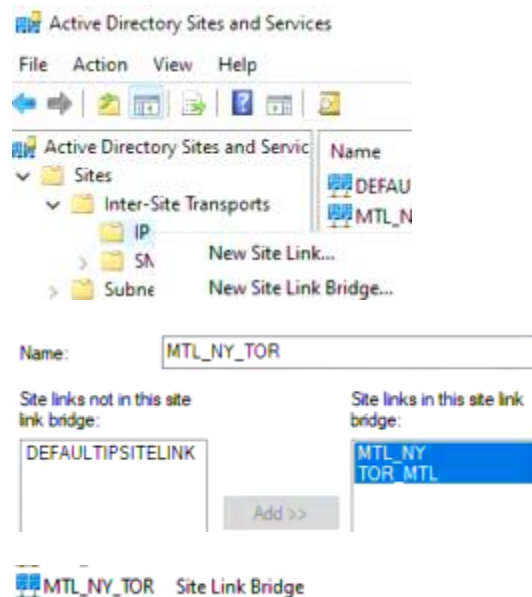 Active Directory Sites and Services
File Action View Help
Active Directory Sites and Servic
Name
Sites
DEFAU
Inter-Site Transports
MTL_N
IP
New Site Link...
SN
Subne
New Site Link Bridge...
Name:
MTL_NY_TOR
Site links not in this site
link bridge:
Site links in this site link
bridge:
DEFAULTIPSITELINK
MTL_NY
TOR_MTL
Add >>
MTL_NY_TOR Site Link Bridge